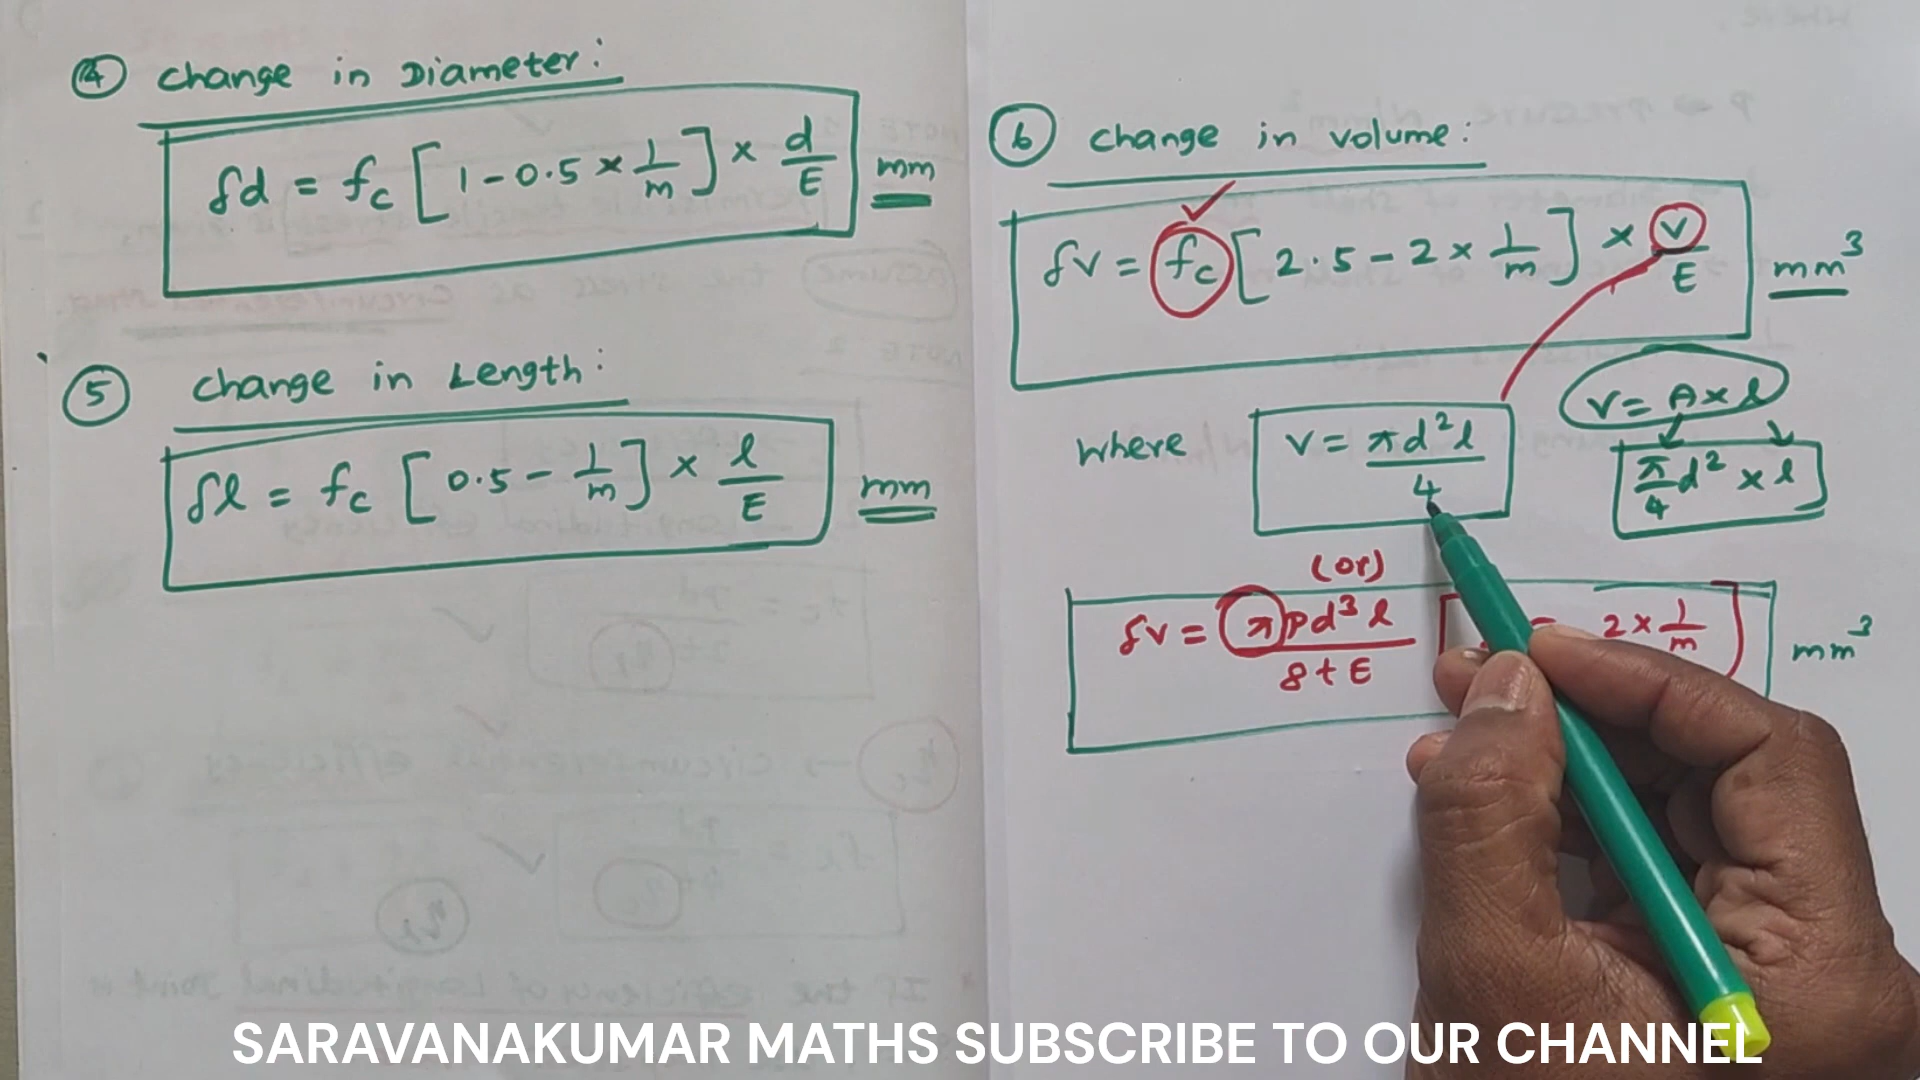 ④ Change in Diameter:
δd = fc [1 - 0.5 × 1/m] × d/E mm
⑤ Change in Length:
δl = fc [0.5 - 1/m] × l/E mm
⑥ Change in volume:
δv = fc [2.5 - 2 × 1/m] × v/E mm³
where V = πd²l/4
V = A × l
π/4 d² × l
(or)
δv = πpd³l/8tE [ 2 × 1/m ] mm³
SARAVANAKUMAR MATHS SUBSCRIBE TO OUR CHANNEL